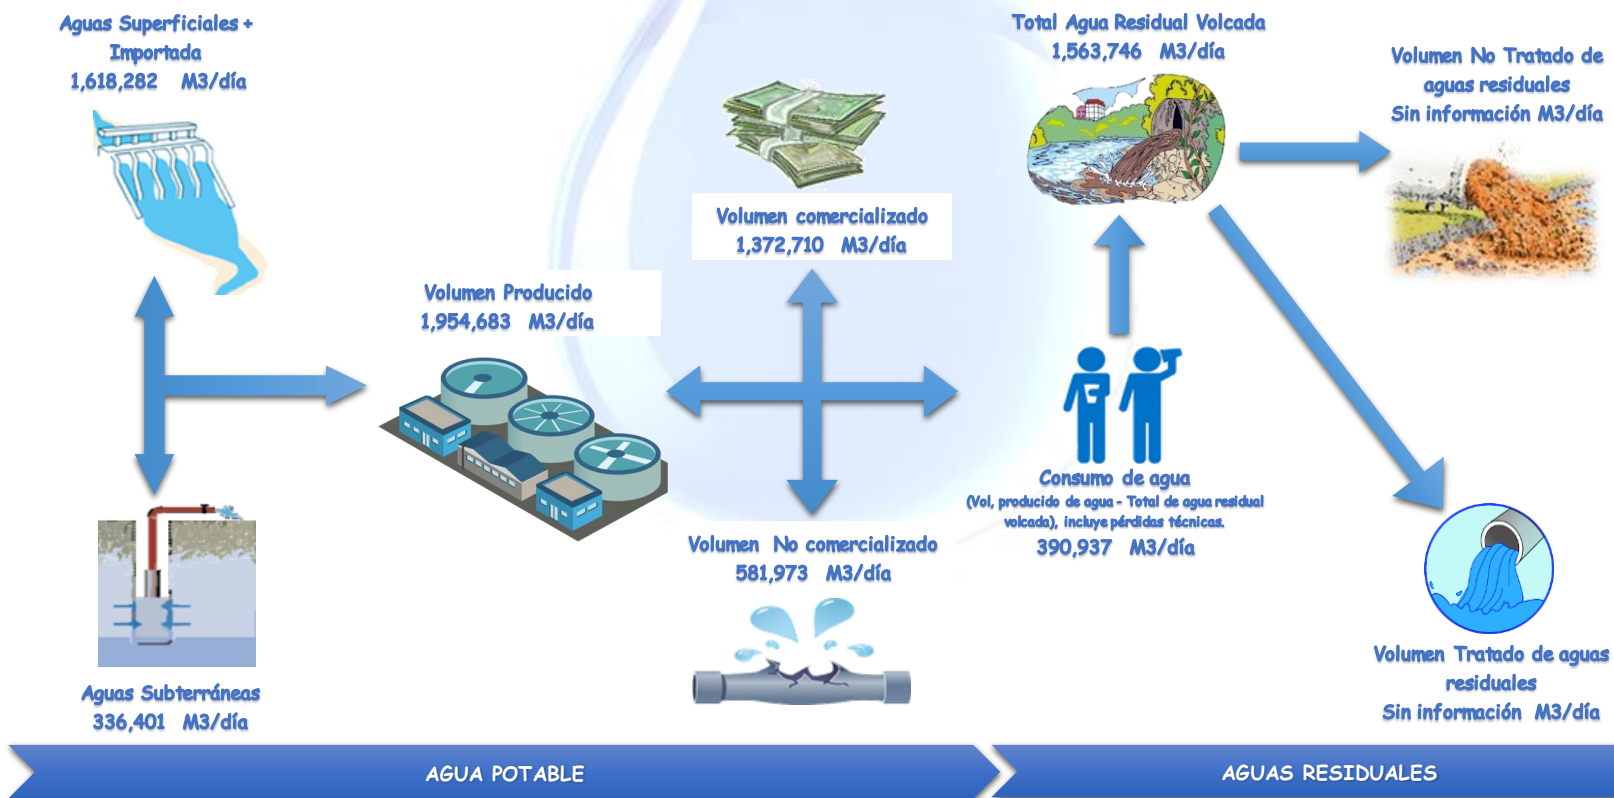 Aguas Superficiales +
Importada
1,618,282 M3/día
Aguas Subterráneas
336,401 M3/día
Volumen Producido
1,954,683 M3/día
Volumen comercializado
1,372,710 M3/día
Volumen No comercializado
581,973 M3/día
Total Agua Residual Volcada
1,563,746 M3/día
Consumo de agua
(Vol, producido de agua - Total de agua residual
volcada), incluye pérdidas técnicas.
390,937 M3/día
Volumen No Tratado de
aguas residuales
Sin información M3/día
Volumen Tratado de aguas
residuales
Sin información M3/día
AGUA POTABLE
AGUAS RESIDUALES